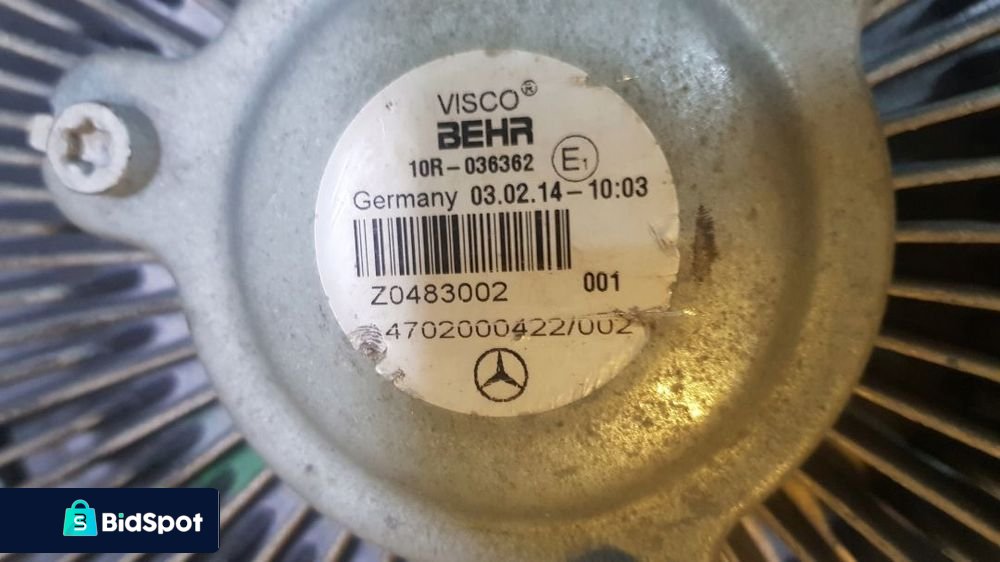 VISCO®
BEHR
10R-036362 E1
Germany 03.02.14-10:03
Z0483002 001
4702000422/002
BidSpot